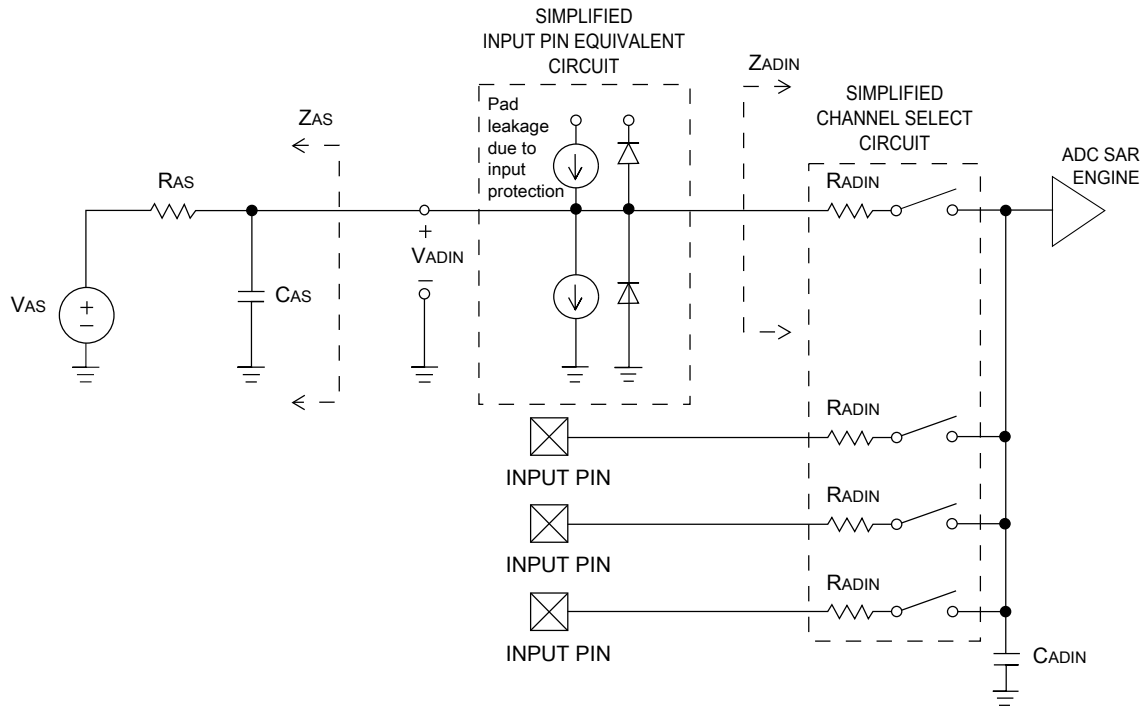 SIMPLIFIED
INPUT PIN EQUIVALENT
CIRCUIT
Pad
leakage
due to
input
protection
ZAS
ZADIN
SIMPLIFIED
CHANNEL SELECT
CIRCUIT
ADC SAR
ENGINE
RAS
RADIN
+
VADIN
–
VAS
+
–
CAS
RADIN
INPUT PIN
RADIN
INPUT PIN
RADIN
INPUT PIN
CADIN